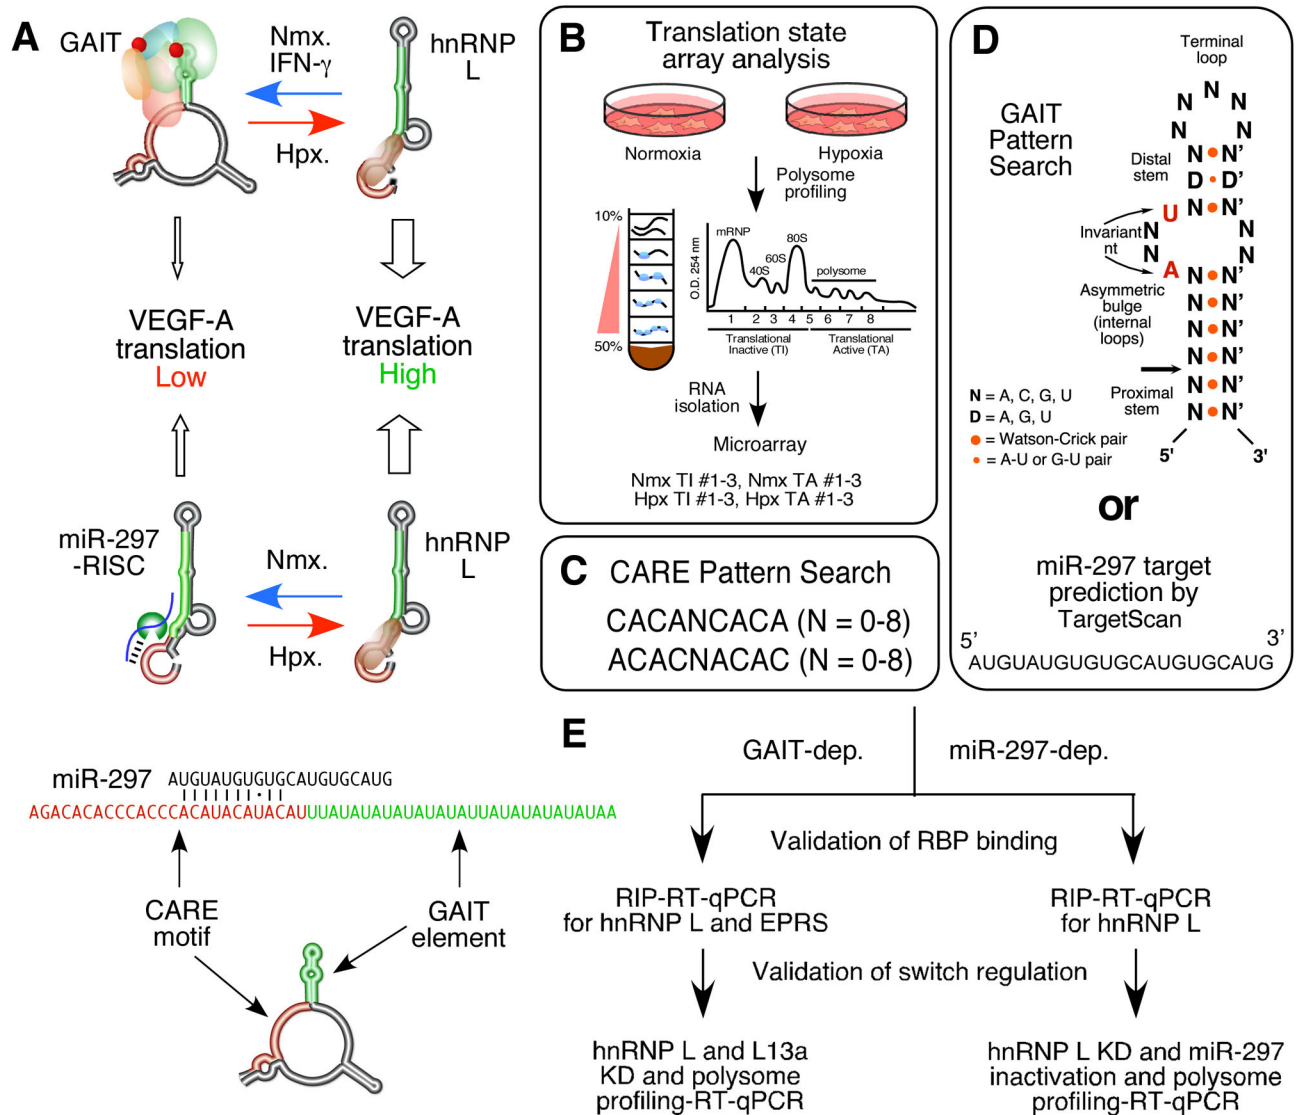 A
GAIT
Nmx.
IFN-γ
Hpx.
hnRNP
L
VEGF-A
translation
Low
VEGF-A
translation
High
miR-297
-RISC
Nmx.
Hpx.
hnRNP
L
miR-297 AUGUAUGUGUGCAUGUGCAUG
AGACACACCCACCCACAUACAUACAUUUAUAUAUAUAUAUAUUAUAUAUAUAUAUAA
CARE
motif
GAIT
element
B
Translation state
array analysis
Normoxia
Hypoxia
Polysome
profiling
10%
50%
O.D. 254 nm
mRNP
40S
60S
80S
polysome
1 2 3 4 5 6 7 8
Translational
Inactive (TI)
Translational
Active (TA)
RNA
isolation
Microarray
Nmx TI #1-3, Nmx TA #1-3
Hpx TI #1-3, Hpx TA #1-3
C
CARE Pattern Search
CACANCACA (N = 0-8)
ACACNACAC (N = 0-8)
D
GAIT
Pattern
Search
Terminal
loop
N
N N
N N
Distal
stem
N N'
D D'
U N N'
Invariant
nt
N N
N N
A N N'
Asymmetric
bulge
(internal
loops)
N N'
N N'
N N'
Proximal
stem
N N'
N N'
5' 3'
N = A, C, G, U
D = A, G, U
= Watson-Crick pair
= A-U or G-U pair
or
miR-297 target
prediction by
TargetScan
5' 3'
AUGUAUGUGUGCAUGUGCAUG
E
GAIT-dep.
miR-297-dep.
Validation of RBP binding
RIP-RT-qPCR
for hnRNP L and EPRS
RIP-RT-qPCR
for hnRNP L
Validation of switch regulation
hnRNP L and L13a
KD and polysome
profiling-RT-qPCR
hnRNP L KD and miR-297
inactivation and polysome
profiling-RT-qPCR